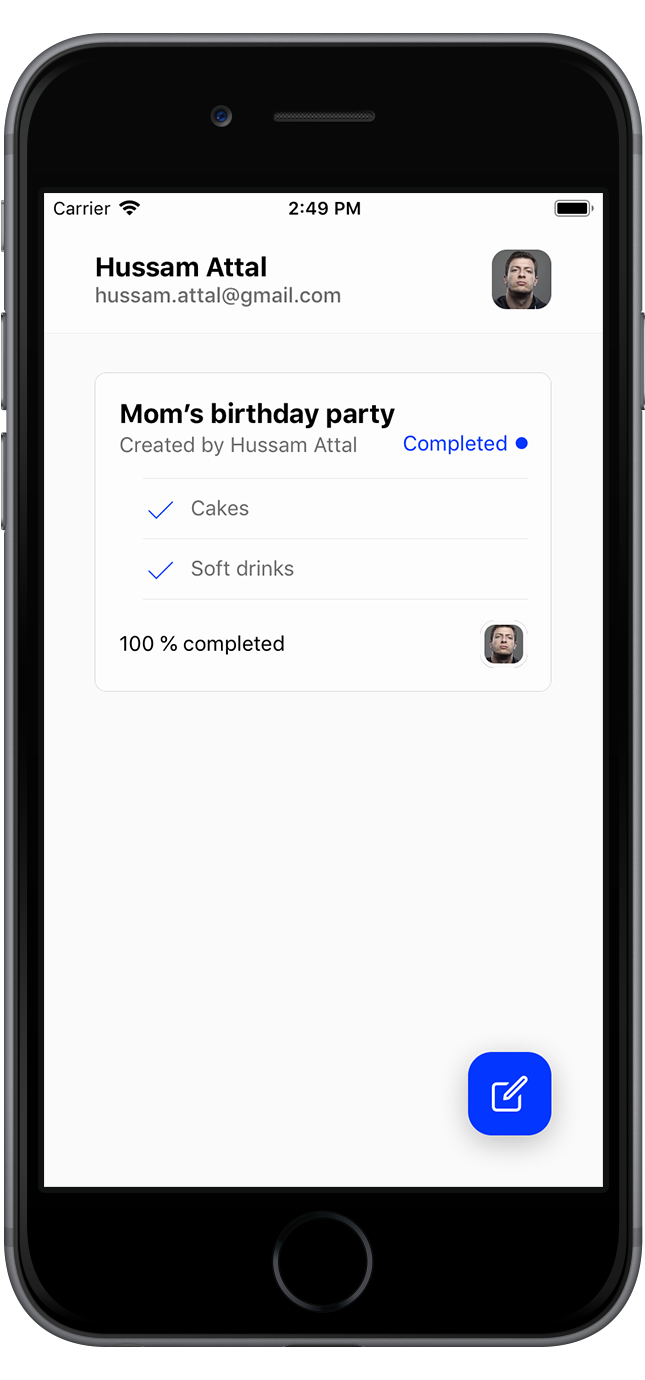 Carrier 2:49 PM
Hussam Attal
hussam.attal@gmail.com
Mom’s birthday party
Created by Hussam Attal Completed
Cakes
Soft drinks
100 % completed